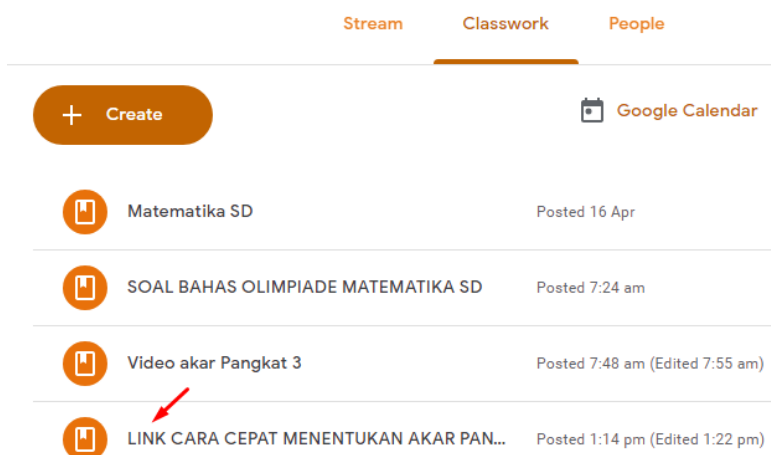 Stream Classwork People
+ Create Google Calendar
Matematika SD Posted 16 Apr
SOAL BAHAS OLIMPIADE MATEMATIKA SD Posted 7:24 am
Video akar Pangkat 3 Posted 7:48 am (Edited 7:55 am)
LINK CARA CEPAT MENENTUKAN AKAR PAN... Posted 1:14 pm (Edited 1:22 pm)